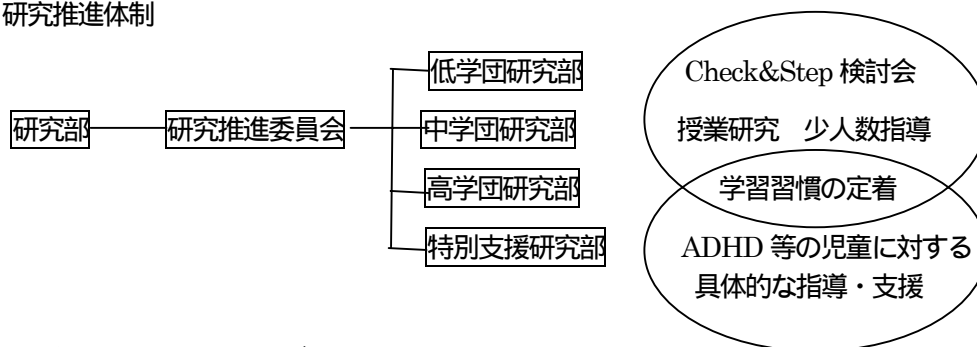 研究推進体制
低学団研究部
Check&Step 検討会
研究部
研究推進委員会
中学団研究部
授業研究 少人数指導
高学団研究部
学習習慣の定着
特別支援研究部
ADHD 等の児童に対する
具体的な指導・支援